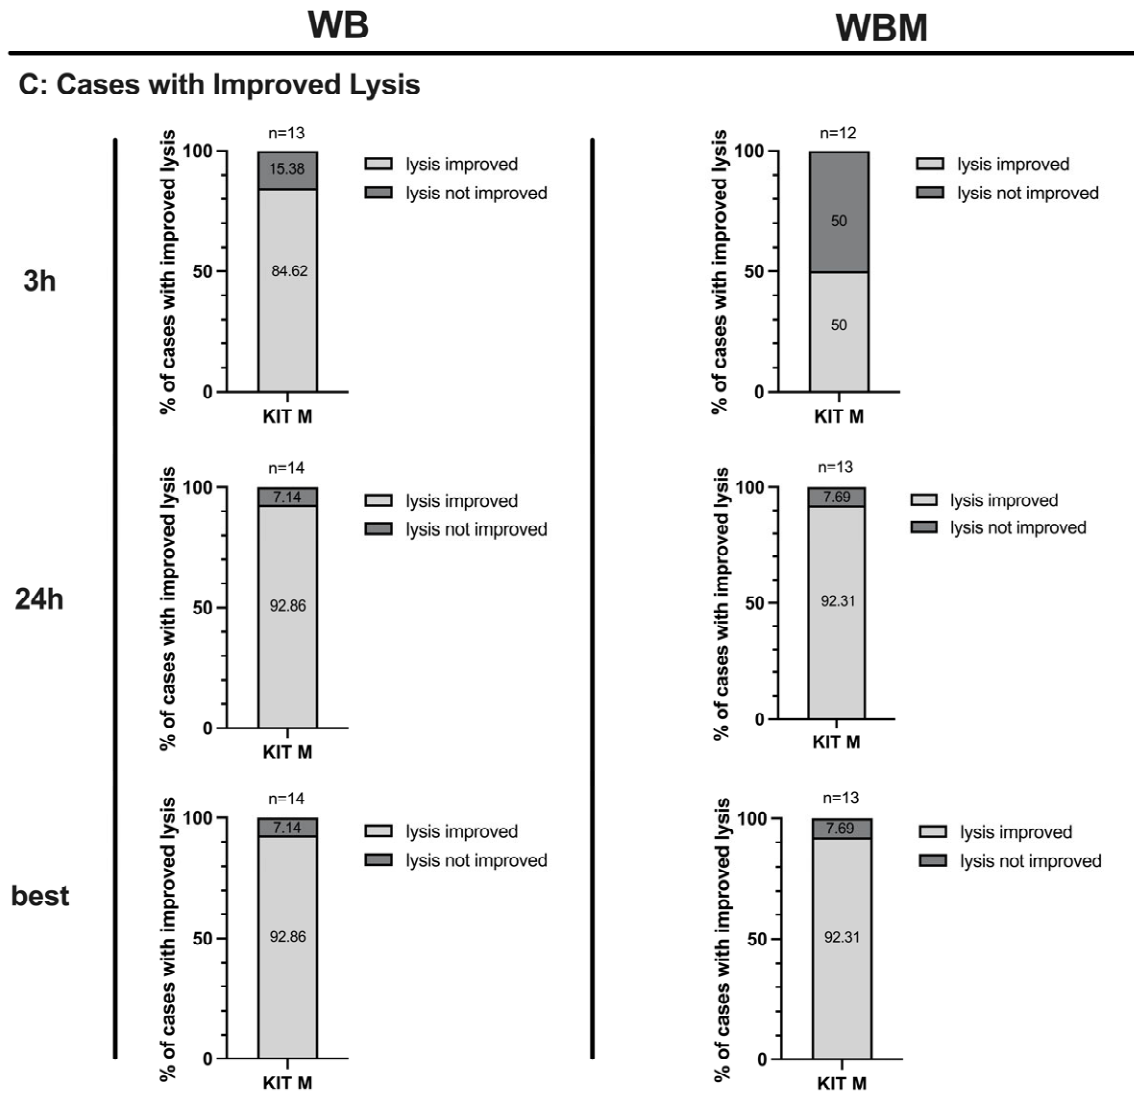 WB
WBM
C: Cases with Improved Lysis
3h
% of cases with improved lysis
100
50
0
n=13
15.38
84.62
KIT M
lysis improved
lysis not improved
% of cases with improved lysis
100
50
0
n=12
50
50
KIT M
lysis improved
lysis not improved
24h
% of cases with improved lysis
100
50
0
n=14
7.14
92.86
KIT M
lysis improved
lysis not improved
% of cases with improved lysis
100
50
0
n=13
7.69
92.31
KIT M
lysis improved
lysis not improved
best
% of cases with improved lysis
100
50
0
n=14
7.14
92.86
KIT M
lysis improved
lysis not improved
% of cases with improved lysis
100
50
0
n=13
7.69
92.31
KIT M
lysis improved
lysis not improved